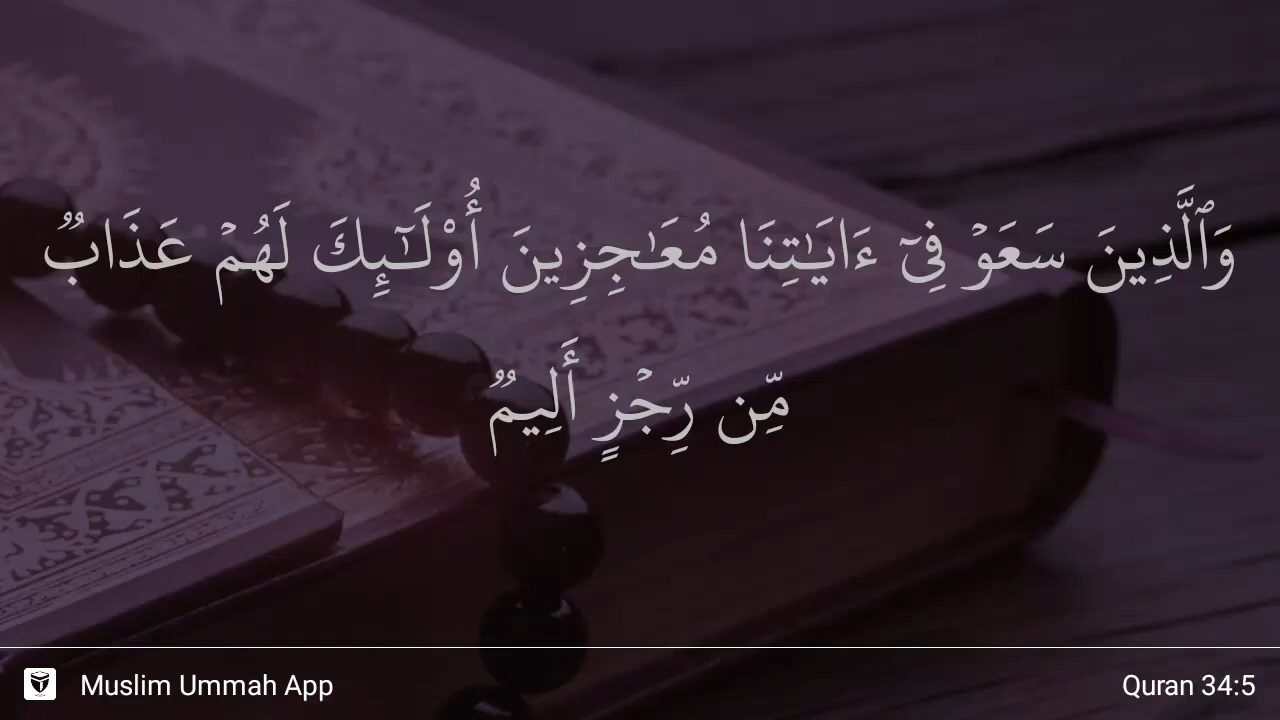 وَٱلَّذِينَ سَعَوْ فِىٓ ءَايَـٰتِنَا مُعَـٰجِزِينَ أُوْلَـٰٓئِكَ لَهُمْ عَذَابٌ
مِّن رِّجْزٍ أَلِيمٌ
Muslim Ummah App
Quran 34:5